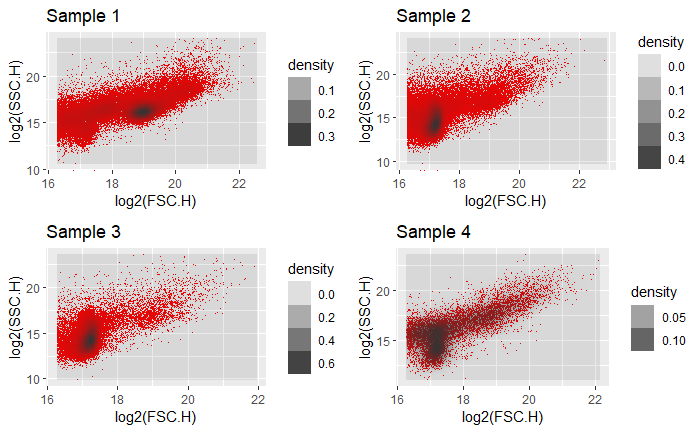 Sample 1
log2(SSC.H)
20
15
10
16
18
20
22
log2(FSC.H)
density
0.1
0.2
0.3
Sample 2
log2(SSC.H)
20
15
10
16
18
20
22
log2(FSC.H)
density
0.0
0.1
0.2
0.3
0.4
Sample 3
log2(SSC.H)
20
15
10
16
18
20
22
log2(FSC.H)
density
0.0
0.2
0.4
0.6
Sample 4
log2(SSC.H)
20
15
16
18
20
22
log2(FSC.H)
density
0.05
0.10